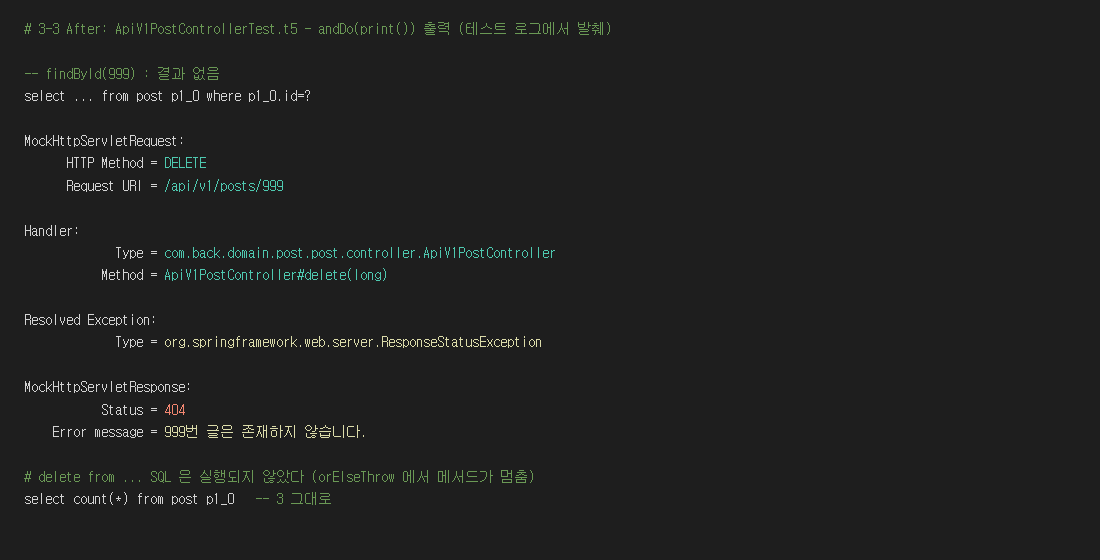 # 3-3 After: ApiV1PostControllerTest.t5 - andDo(print()) 출력 (테스트 로그에서 발췌)
-- findById(999) : 결과 없음
select ... from post p1_0 where p1_0.id=?
MockHttpServletRequest:
HTTP Method = DELETE
Request URI = /api/v1/posts/999
Handler:
Type = com.back.domain.post.post.controller.ApiV1PostController
Method = ApiV1PostController#delete(long)
Resolved Exception:
Type = org.springframework.web.server.ResponseStatusException
MockHttpServletResponse:
Status = 404
Error message = 999번 글은 존재하지 않습니다.
# delete from ... SQL 은 실행되지 않았다 (orElseThrow 에서 메서드가 멈춤)
select count(*) from post p1_0   -- 3 그대로